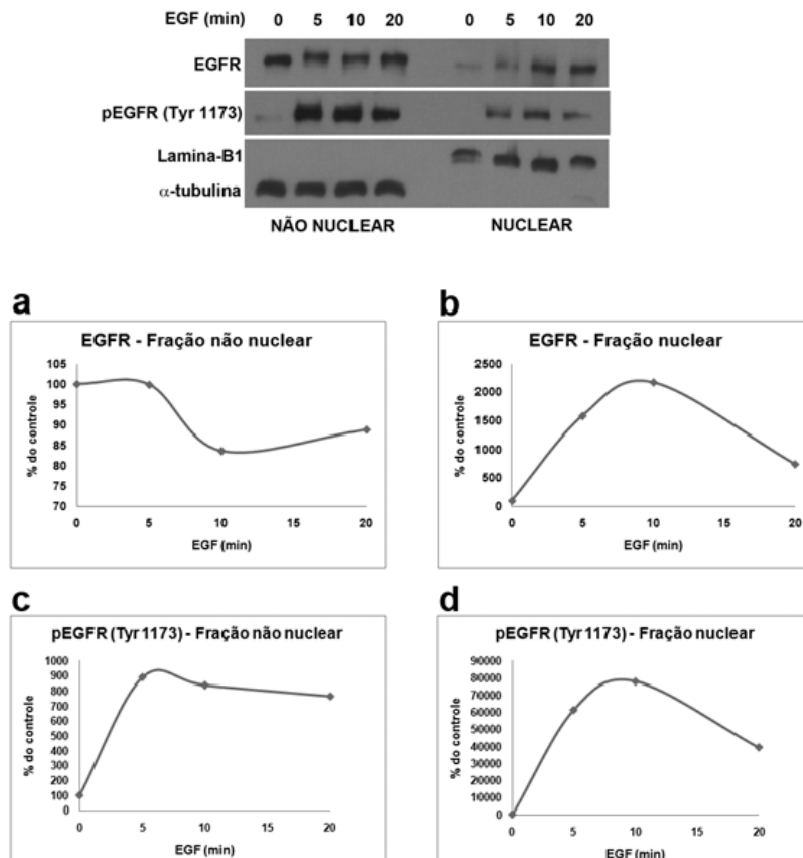 EGF (min) 0 5 10 20 0 5 10 20
EGFR
pEGFR (Tyr 1173)
Lamina-B1
α-tubulina
NÃO NUCLEAR NUCLEAR
a
EGFR - Fração não nuclear
% do controle
105
100
95
90
85
80
75
70
0 5 10 15 20
EGF (min)
b
EGFR - Fração nuclear
% do controle
2500
2000
1500
1000
500
0
0 5 10 15 20
EGF (min)
c
pEGFR (Tyr 1173) - Fração não nuclear
% do controle
1000
900
800
700
600
500
400
300
200
100
0
0 5 10 15 20
EGF (min)
d
pEGFR (Tyr 1173) - Fração nuclear
% do controle
90000
80000
70000
60000
50000
40000
30000
20000
10000
0
0 5 10 15 20
EGF (min)